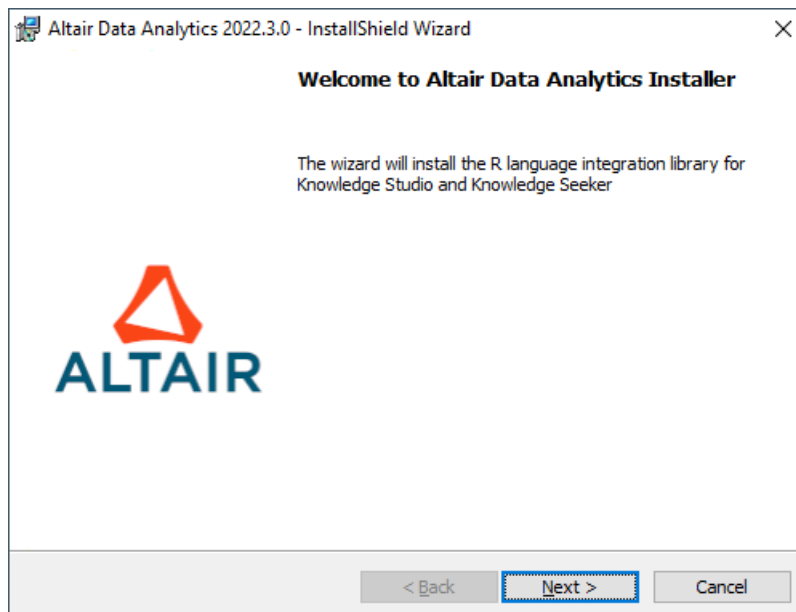 Altair Data Analytics 2022.3.0 - InstallShield Wizard
Welcome to Altair Data Analytics Installer
The wizard will install the R language integration library for
Knowledge Studio and Knowledge Seeker
ALTAIR
< Back
Next >
Cancel